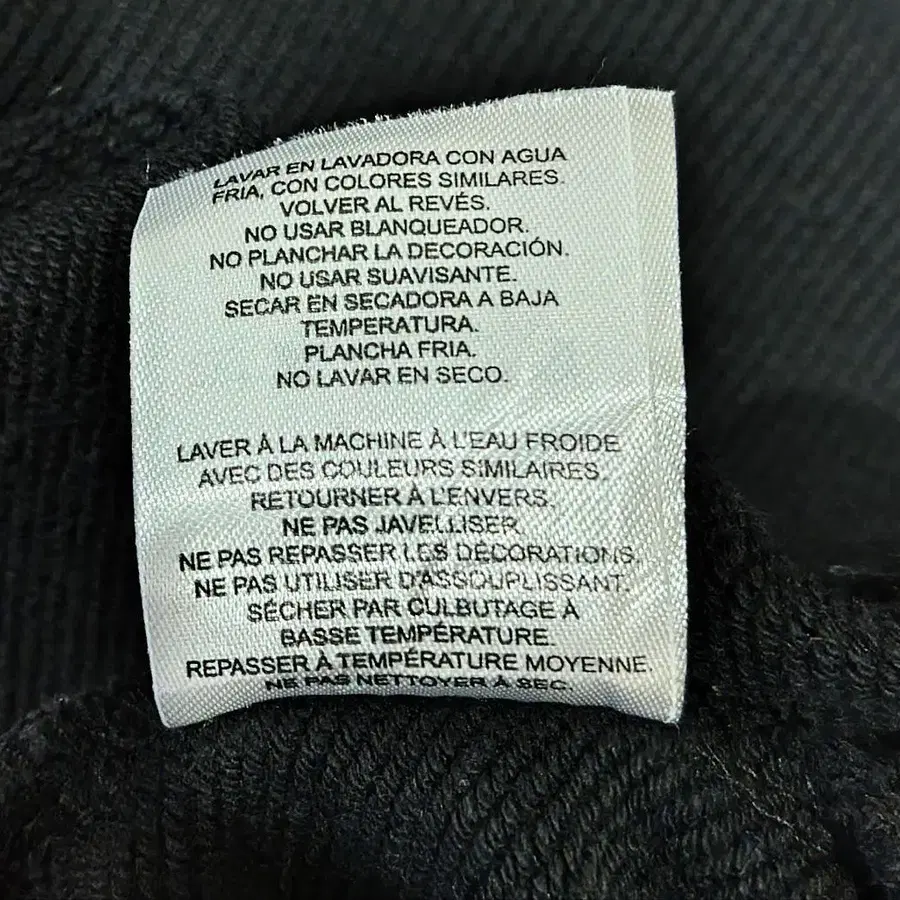 LAVAR EN LAVADORA CON AGUA
FRIA, CON COLORES SIMILARES.
VOLVER AL REVÉS.
NO USAR BLANQUEADOR.
NO PLANCHAR LA DECORACIÓN.
NO USAR SUAVISANTE.
SECAR EN SECADORA A BAJA
TEMPERATURA.
PLANCHA FRIA.
NO LAVAR EN SECO.
LAVER À LA MACHINE À L'EAU FROIDE
AVEC DES COULEURS SIMILAIRES.
RETOURNER À L'ENVERS.
NE PAS JAVELLISER.
NE PAS REPASSER LES DÉCORATIONS.
NE PAS UTILISER D'ASSOUPLISSANT.
SÉCHER PAR CULBUTAGE À
BASSE TEMPÉRATURE.
REPASSER À TEMPÉRATURE MOYENNE.
NE PAS NETTOYER À SEC.